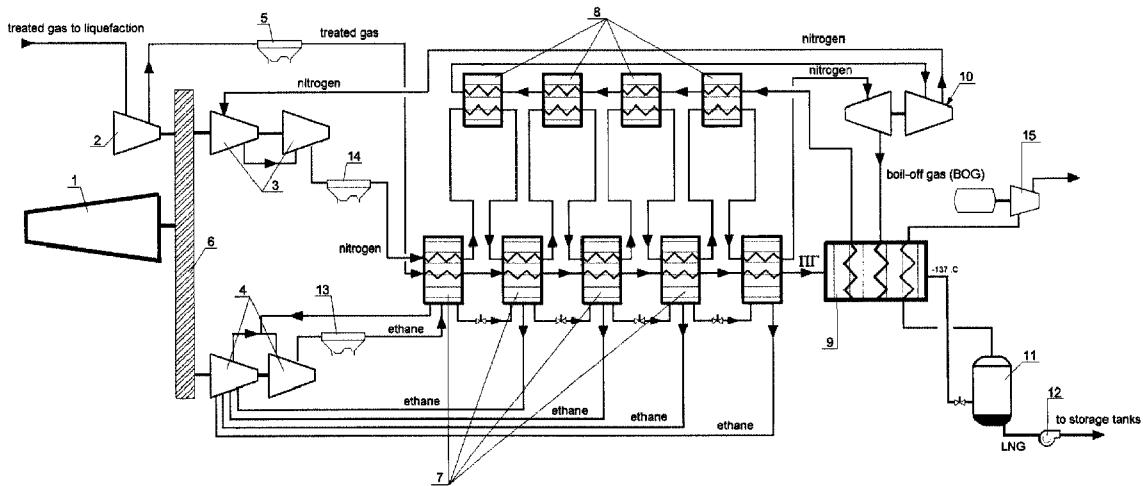 treated gas to liquefaction
5
treated gas
8
nitrogen
nitrogen
nitrogen
10
2
3
14
15
boil-off gas (BOG)
1
nitrogen
6
ПГ
-137 C
4
13
ethane
9
11
ethane
ethane
ethane
ethane
12
to storage tanks
LNG
7